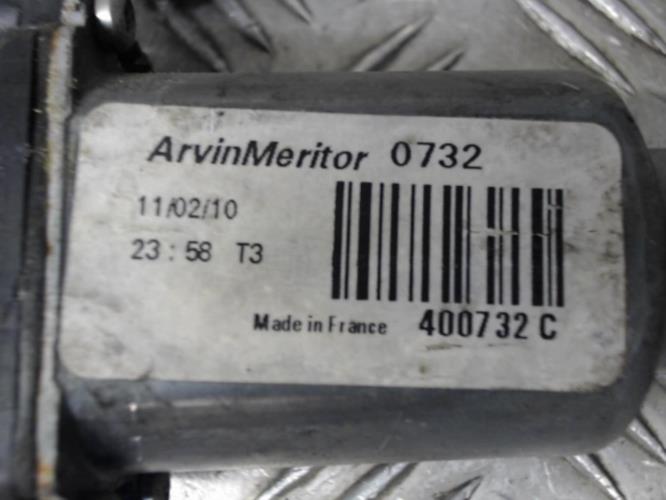 ArvinMeritor 0732
11/02/10
23:58 T3
Made in France 400732 C